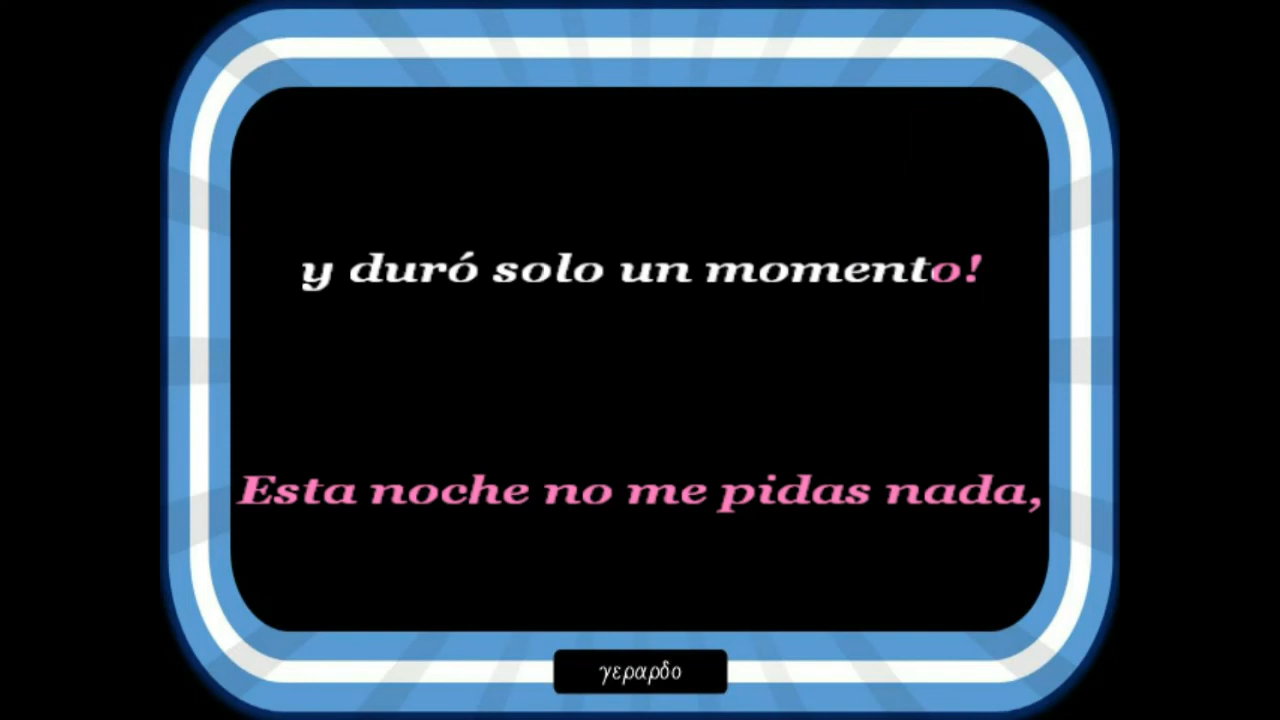 y duró solo un momento!
Esta noche no me pidas nada,
γεραρδο